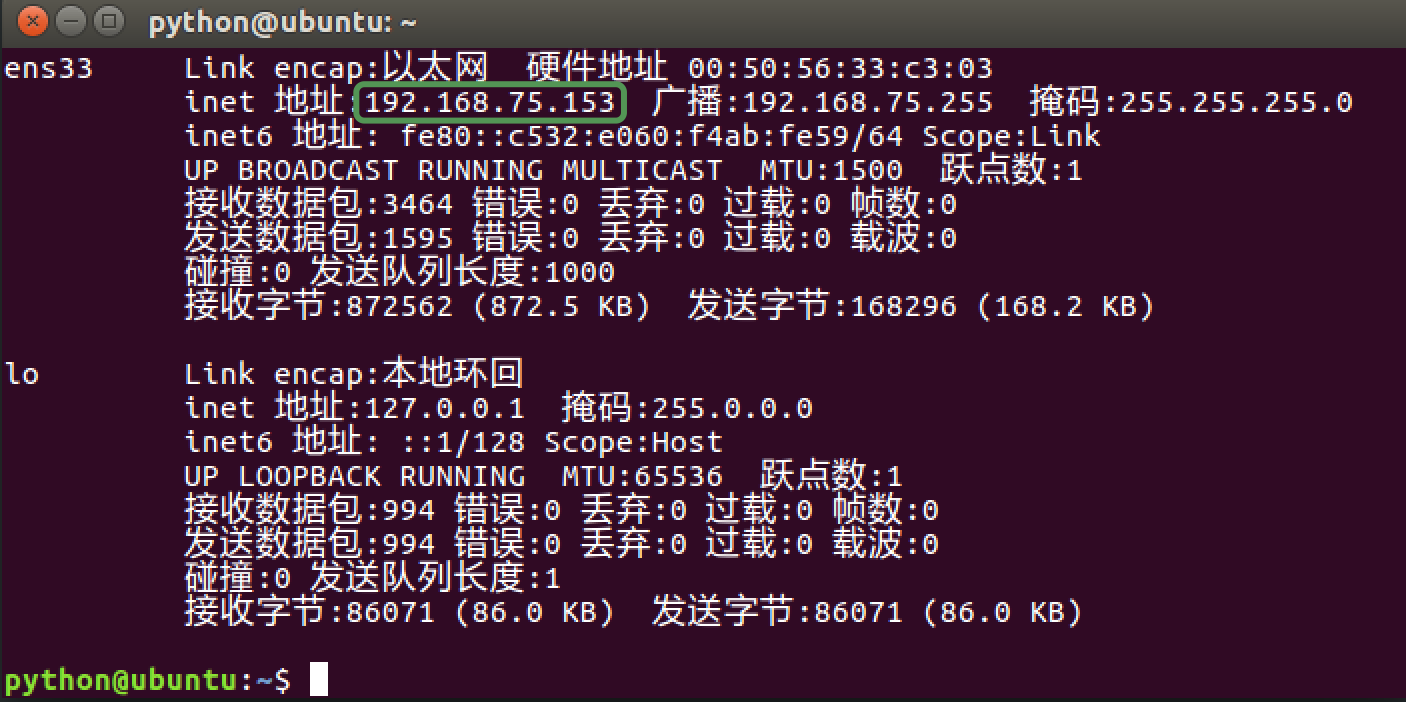 python@ubuntu: ~
ens33 Link encap:以太网 硬件地址 00:50:56:33:c3:03
inet 地址:192.168.75.153 广播:192.168.75.255 掩码:255.255.255.0
inet6 地址: fe80::c532:e060:f4ab:fe59/64 Scope:Link
UP BROADCAST RUNNING MULTICAST MTU:1500 跃点数:1
接收数据包:3464 错误:0 丢弃:0 过载:0 帧数:0
发送数据包:1595 错误:0 丢弃:0 过载:0 载波:0
碰撞:0 发送队列长度:1000
接收字节:872562 (872.5 KB) 发送字节:168296 (168.2 KB)
lo Link encap:本地环回
inet 地址:127.0.0.1 掩码:255.0.0.0
inet6 地址: ::1/128 Scope:Host
UP LOOPBACK RUNNING MTU:65536 跃点数:1
接收数据包:994 错误:0 丢弃:0 过载:0 帧数:0
发送数据包:994 错误:0 丢弃:0 过载:0 载波:0
碰撞:0 发送队列长度:1
接收字节:86071 (86.0 KB) 发送字节:86071 (86.0 KB)
python@ubuntu:~$